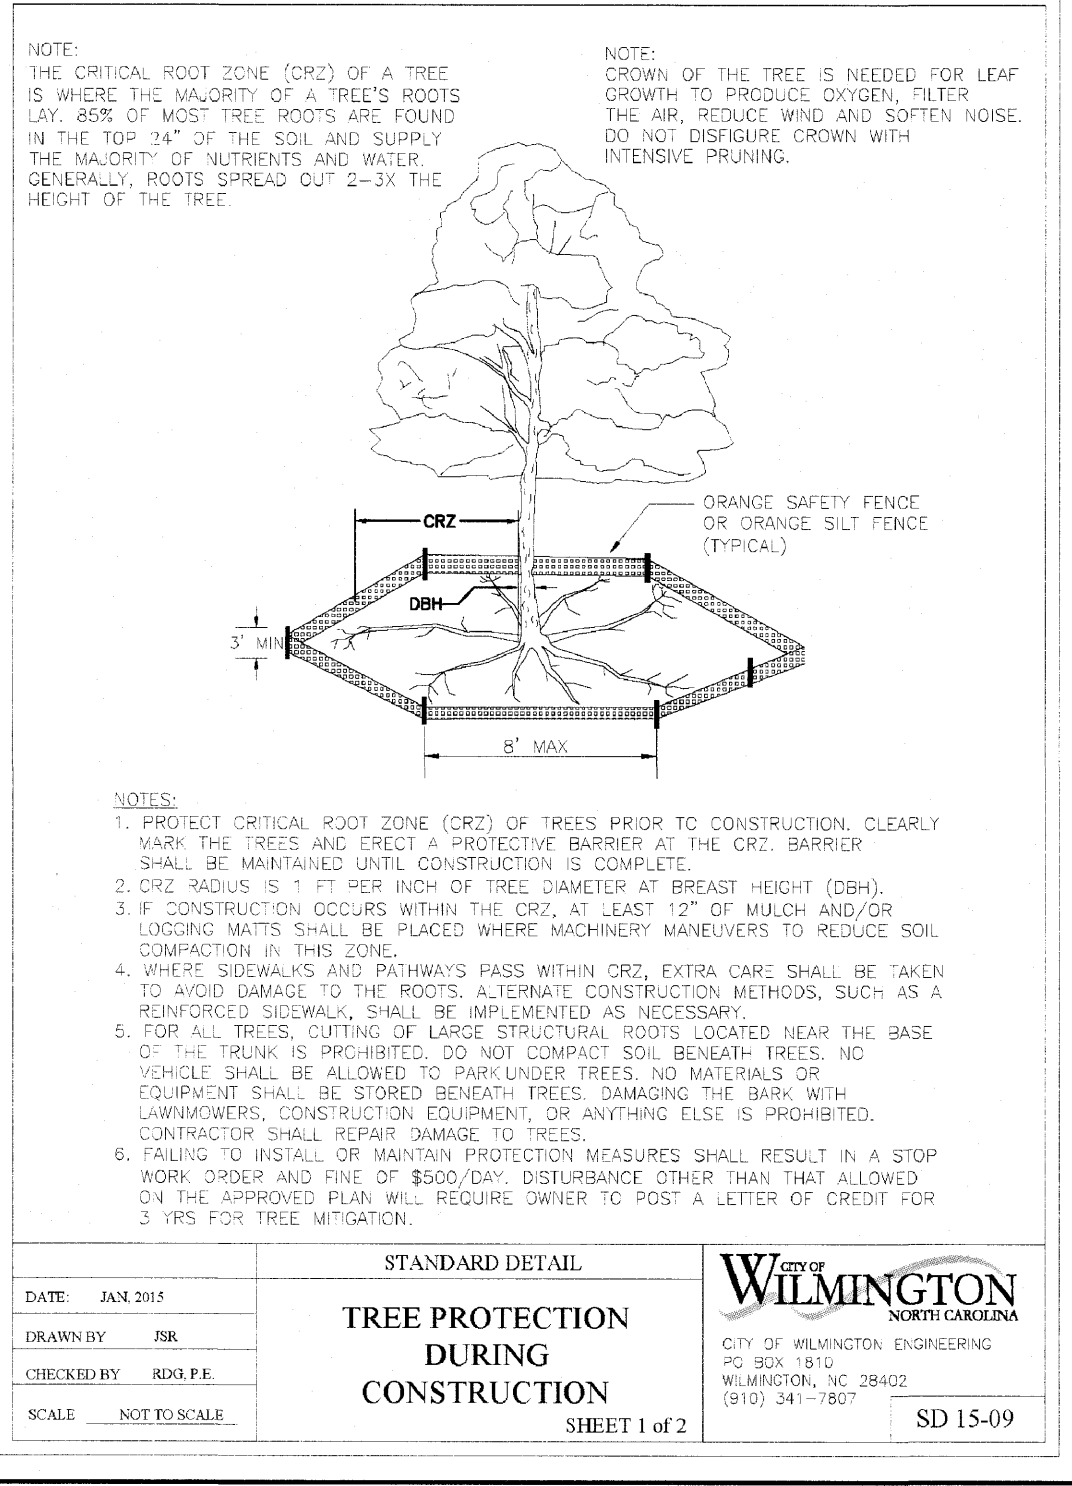 NOTE:
THE CRITICAL ROOT ZONE (CRZ) OF A TREE
IS WHERE THE MAJORITY OF A TREE'S ROOTS
LAY. 85% OF MOST TREE ROOTS ARE FOUND
IN THE TOP 24" OF THE SOIL AND SUPPLY
THE MAJORITY OF NUTRIENTS AND WATER.
GENERALLY, ROOTS SPREAD OUT 2-3X THE
HEIGHT OF THE TREE.
NOTE:
CROWN OF THE TREE IS NEEDED FOR LEAF
GROWTH TO PRODUCE OXYGEN, FILTER
THE AIR, REDUCE WIND AND SOFTEN NOISE.
DO NOT DISFIGURE CROWN WITH
INTENSIVE PRUNING.
ORANGE SAFETY FENCE
OR ORANGE SILT FENCE
(TYPICAL)
CRZ
DBH
3' MIN
8' MAX
NOTES:
1. PROTECT CRITICAL ROOT ZONE (CRZ) OF TREES PRIOR TO CONSTRUCTION. CLEARLY
MARK THE TREES AND ERECT A PROTECTIVE BARRIER AT THE CRZ. BARRIER
SHALL BE MAINTAINED UNTIL CONSTRUCTION IS COMPLETE.
2. CRZ RADIUS IS 1 FT PER INCH OF TREE DIAMETER AT BREAST HEIGHT (DBH).
3. IF CONSTRUCTION OCCURS WITHIN THE CRZ, AT LEAST 12" OF MULCH AND/OR
LOGGING MATTS SHALL BE PLACED WHERE MACHINERY MANEUVERS TO REDUCE SOIL
COMPACTION IN THIS ZONE.
4. WHERE SIDEWALKS AND PATHWAYS PASS WITHIN CRZ, EXTRA CARE SHALL BE TAKEN
TO AVOID DAMAGE TO THE ROOTS. ALTERNATE CONSTRUCTION METHODS, SUCH AS A
REINFORCED SIDEWALK, SHALL BE IMPLEMENTED AS NECESSARY.
5. FOR ALL TREES, CUTTING OF LARGE STRUCTURAL ROOTS LOCATED NEAR THE BASE
OF THE TRUNK IS PROHIBITED. DO NOT COMPACT SOIL BENEATH TREES. NO
VEHICLE SHALL BE ALLOWED TO PARK UNDER TREES. NO MATERIALS OR
EQUIPMENT SHALL BE STORED BENEATH TREES. DAMAGING THE BARK WITH
LAWNMOWERS, CONSTRUCTION EQUIPMENT, OR ANYTHING ELSE IS PROHIBITED.
CONTRACTOR SHALL REPAIR DAMAGE TO TREES.
6. FAILING TO INSTALL OR MAINTAIN PROTECTION MEASURES SHALL RESULT IN A STOP
WORK ORDER AND FINE OF $500/DAY. DISTURBANCE OTHER THAN THAT ALLOWED
ON THE APPROVED PLAN WILL REQUIRE OWNER TO POST A LETTER OF CREDIT FOR
3 YRS FOR TREE MITIGATION.
DATE: JAN, 2015
DRAWN BY JSR
CHECKED BY RDG, P.E.
SCALE NOT TO SCALE
STANDARD DETAIL
TREE PROTECTION
DURING
CONSTRUCTION
SHEET 1 of 2
CITY OF
WILMINGTON
NORTH CAROLINA
CITY OF WILMINGTON ENGINEERING
PO BOX 1810
WILMINGTON, NC 28402
(910) 341-7807
SD 15-09